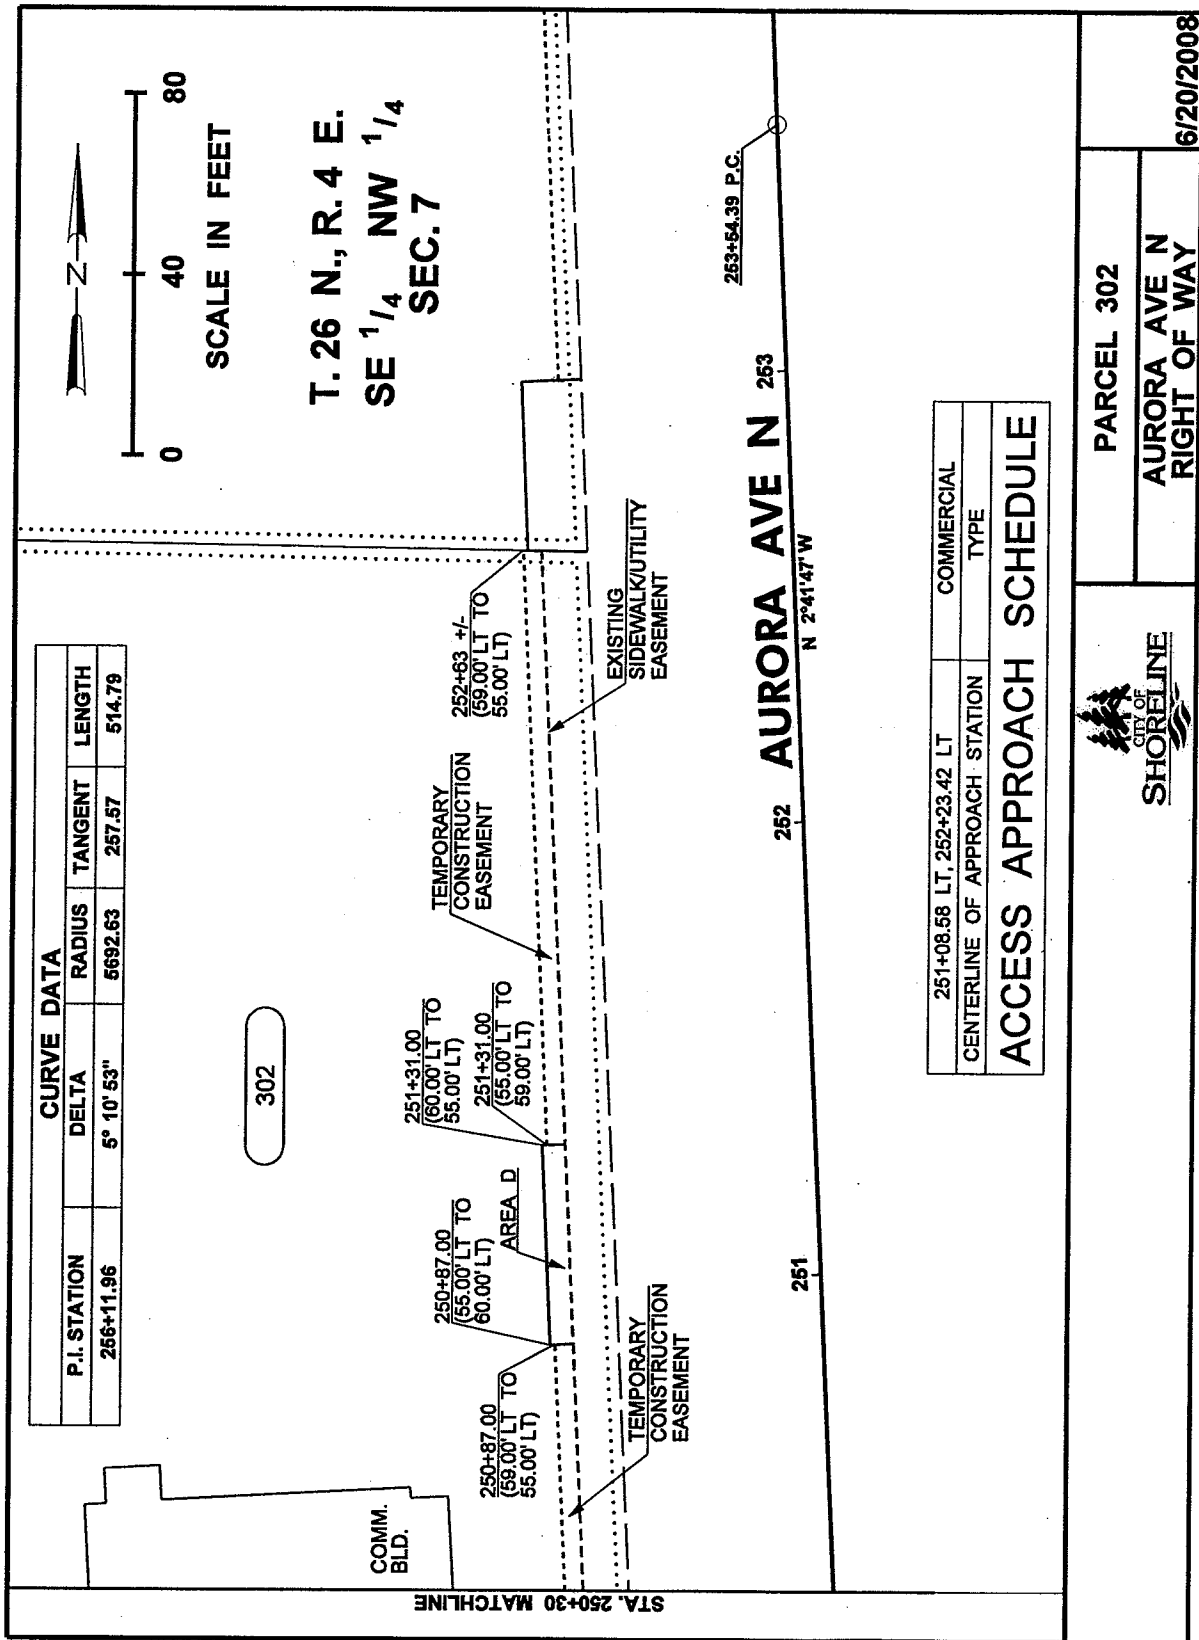 CURVE DATA
P.I. STATION DELTA RADIUS TANGENT LENGTH
256+11.96 5° 10' 53" 5692.63 257.57 514.79
N
0 40 80
SCALE IN FEET
T. 26 N., R. 4 E.
SE 1/4 NW 1/4
SEC. 7
302
COMM.
BLD.
250+87.00
(59.00' LT TO
55.00' LT)
250+87.00
(55.00' LT TO
60.00' LT)
AREA D
251+31.00
(60.00' LT TO
55.00' LT)
251+31.00
(55.00' LT TO
59.00' LT)
TEMPORARY
CONSTRUCTION
EASEMENT
252+63 +/-
(59.00' LT TO
55.00' LT)
EXISTING
SIDEWALK/UTILITY
EASEMENT
TEMPORARY
CONSTRUCTION
EASEMENT
STA. 250+30 MATCHLINE
253+54.39 P.C.
AURORA AVE N
N 2°41'47" W
251
252
253
251+08.58 LT, 252+23.42 LT COMMERCIAL
CENTERLINE OF APPROACH STATION TYPE
ACCESS APPROACH SCHEDULE
CITY OF
SHORELINE
PARCEL 302
AURORA AVE N
RIGHT OF WAY
6/20/2008